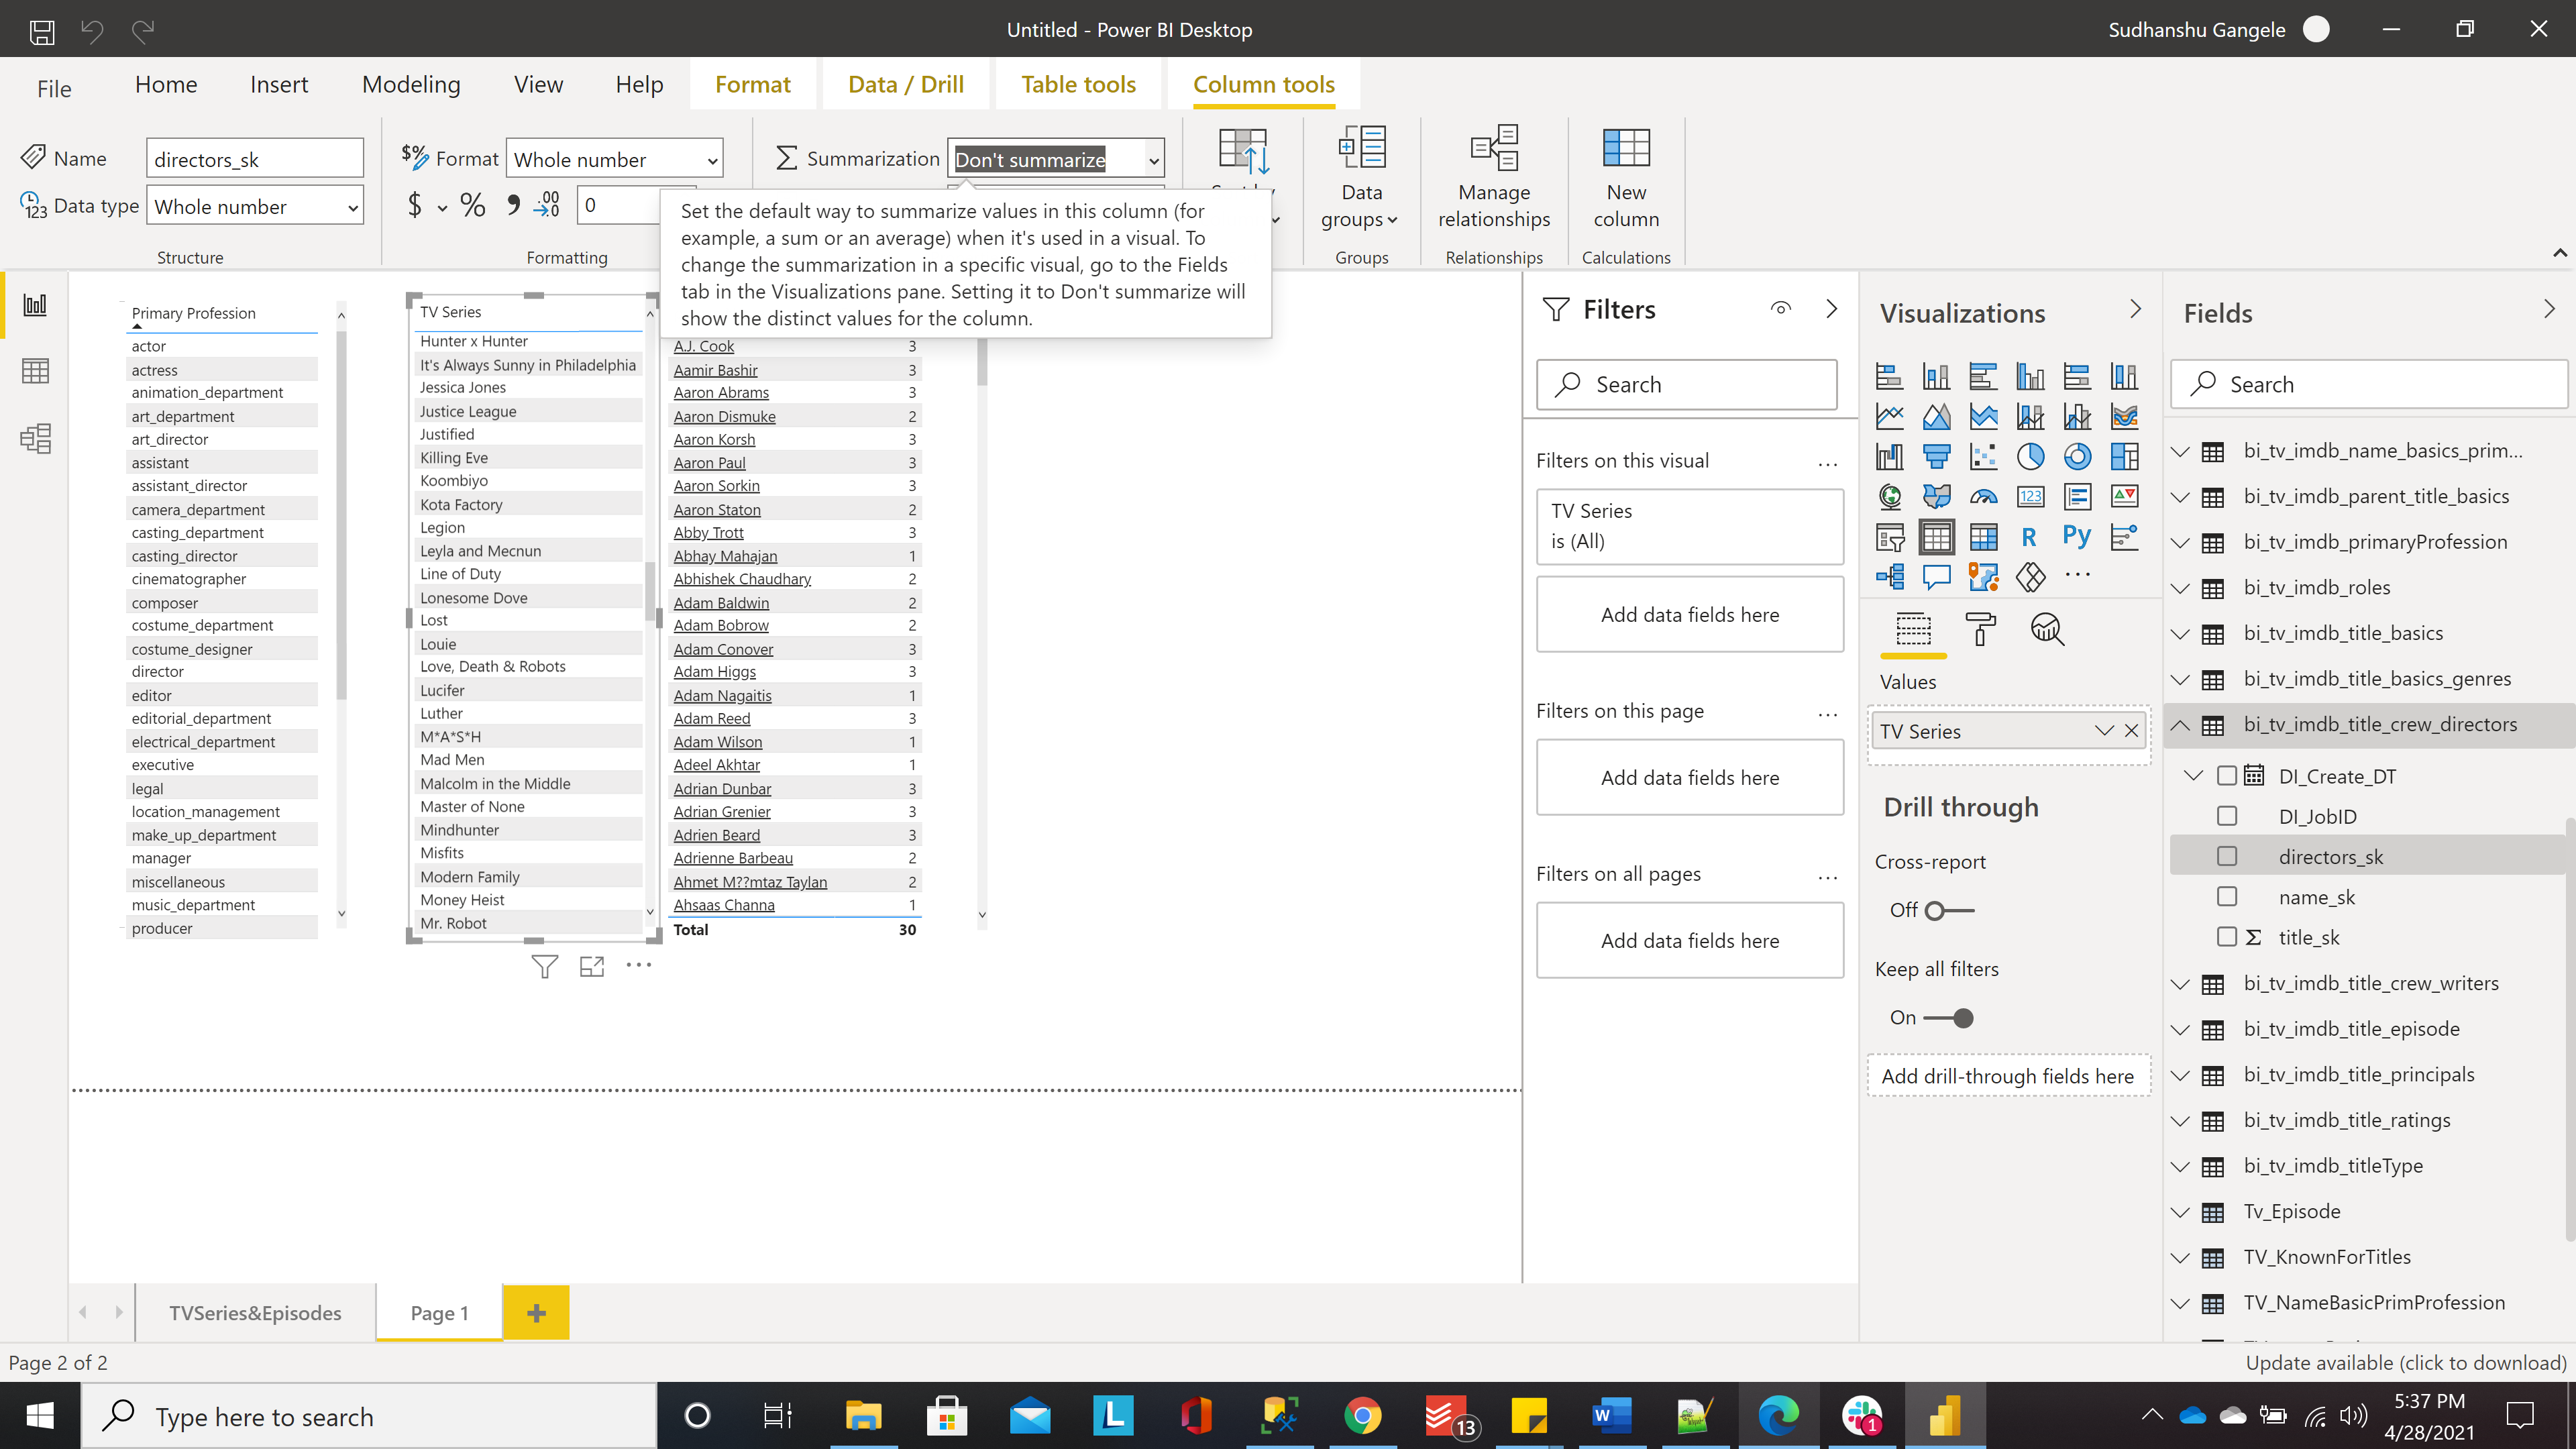 Untitled - Power BI Desktop
Sudhanshu Gangele
File Home Insert Modeling View Help Format Data / Drill Table tools Column tools
Name directors_sk
Data type Whole number
Structure
Format Whole number
$ % 0
Formatting
Summarization Don't summarize
Set the default way to summarize values in this column (for
example, a sum or an average) when it's used in a visual. To
change the summarization in a specific visual, go to the Fields
tab in the Visualizations pane. Setting it to Don't summarize will
show the distinct values for the column.
Data
groups
Groups
Manage
relationships
Relationships
New
column
Calculations
Primary Profession
actor
actress
animation_department
art_department
art_director
assistant
assistant_director
camera_department
casting_department
casting_director
cinematographer
composer
costume_department
costume_designer
director
editor
editorial_department
electrical_department
executive
legal
location_management
make_up_department
manager
miscellaneous
music_department
producer
TV Series
Hunter x Hunter
It's Always Sunny in Philadelphia
Jessica Jones
Justice League
Justified
Killing Eve
Koombiyo
Kota Factory
Legion
Leyla and Mecnun
Line of Duty
Lonesome Dove
Lost
Louie
Love, Death & Robots
Lucifer
Luther
M*A*S*H
Mad Men
Malcolm in the Middle
Master of None
Mindhunter
Misfits
Modern Family
Money Heist
Mr. Robot
A.J. Cook 3
Aamir Bashir 3
Aaron Abrams 3
Aaron Dismuke 2
Aaron Korsh 3
Aaron Paul 3
Aaron Sorkin 3
Aaron Staton 2
Abby Trott 3
Abhay Mahajan 1
Abhishek Chaudhary 2
Adam Baldwin 2
Adam Bobrow 2
Adam Conover 3
Adam Higgs 3
Adam Nagaitis 1
Adam Reed 3
Adam Wilson 1
Adeel Akhtar 1
Adrian Dunbar 3
Adrian Grenier 3
Adrien Beard 3
Adrienne Barbeau 2
Ahmet M??mtaz Taylan 2
Ahsaas Channa 1
Total 30
Filters
Search
Filters on this visual ...
TV Series
is (All)
Add data fields here
Filters on this page ...
Add data fields here
Filters on all pages ...
Add data fields here
Visualizations
123
R Py
...
Values
TV Series
Drill through
Cross-report
Off
Keep all filters
On
Add drill-through fields here
Fields
Search
bi_tv_imdb_name_basics_prim...
bi_tv_imdb_parent_title_basics
bi_tv_imdb_primaryProfession
bi_tv_imdb_roles
bi_tv_imdb_title_basics
bi_tv_imdb_title_basics_genres
bi_tv_imdb_title_crew_directors
DI_Create_DT
DI_JobID
directors_sk
name_sk
title_sk
bi_tv_imdb_title_crew_writers
bi_tv_imdb_title_episode
bi_tv_imdb_title_principals
bi_tv_imdb_title_ratings
bi_tv_imdb_titleType
Tv_Episode
TV_KnownForTitles
TV_NameBasicPrimProfession
TVSeries&Episodes Page 1 +
Page 2 of 2
Update available (click to download)
Type here to search
13
1
5:37 PM
4/28/2021